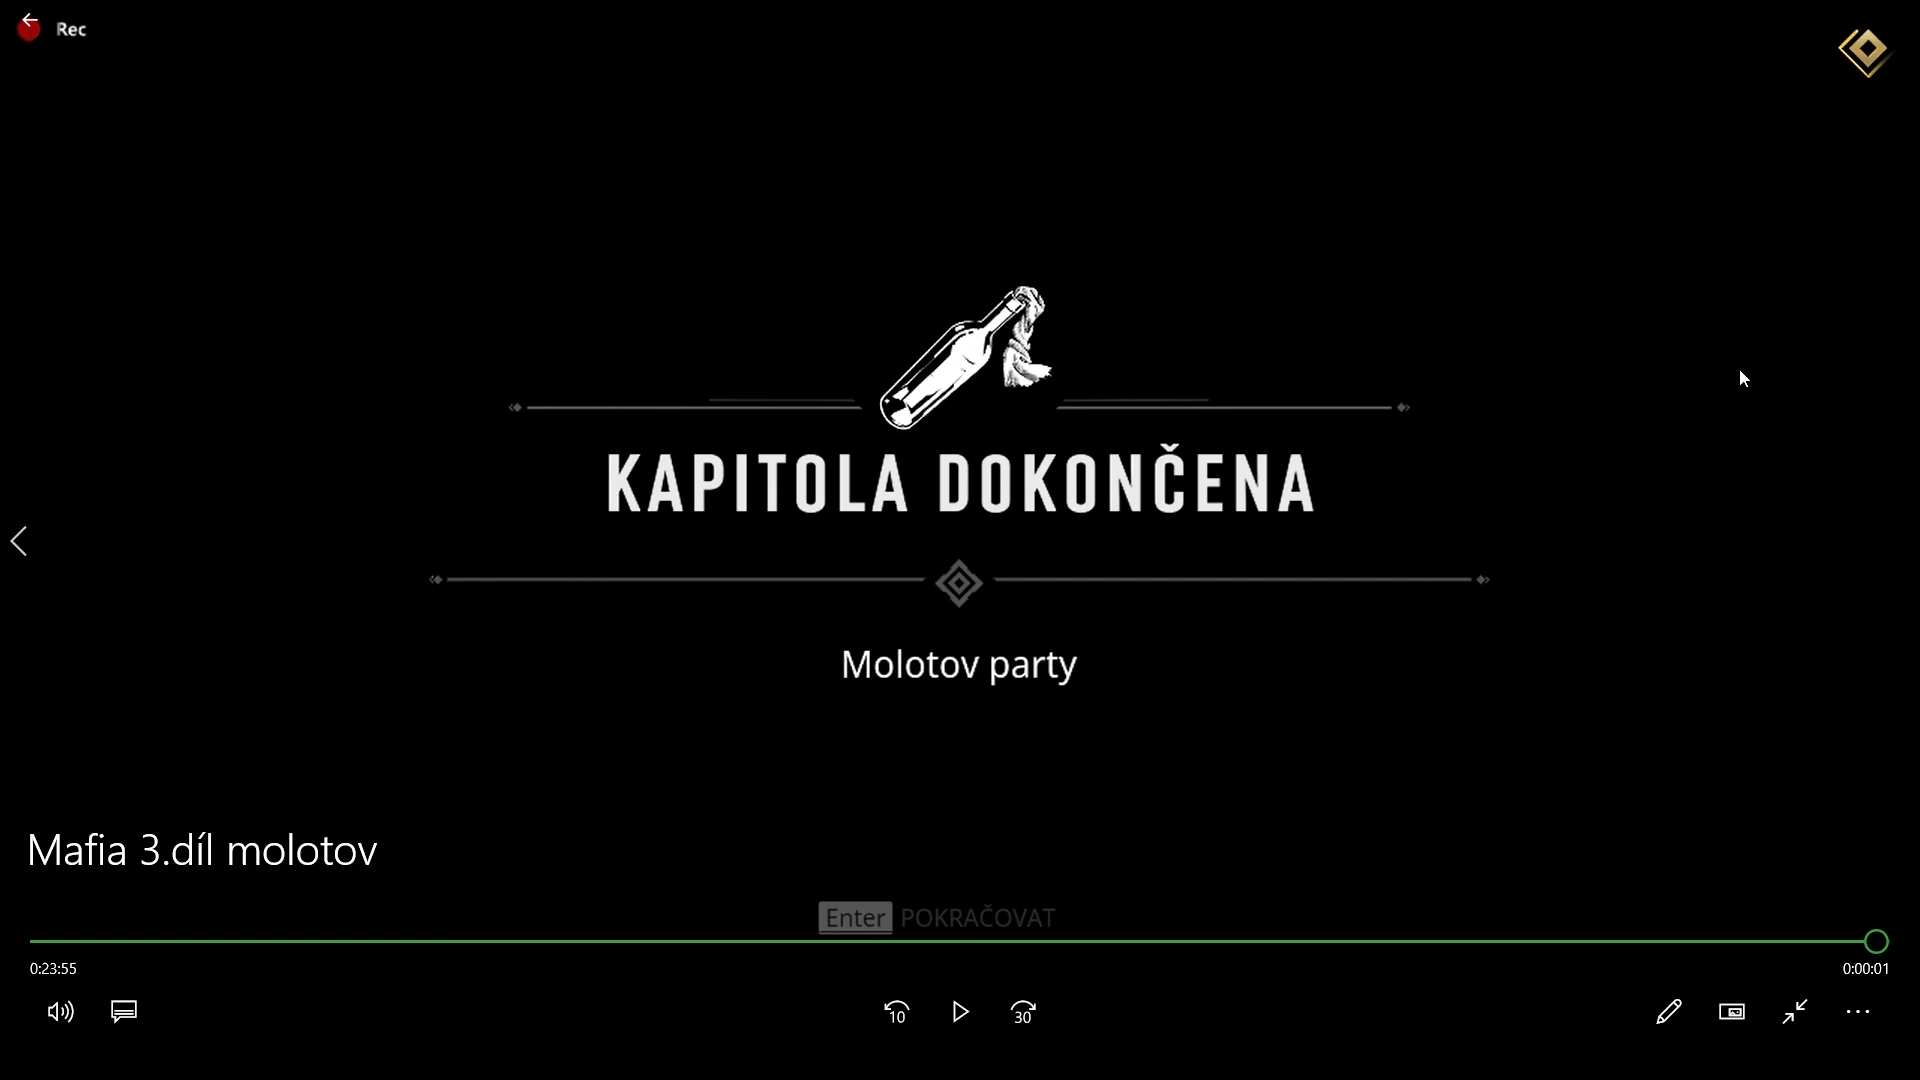 Rec
KAPITOLA DOKONČENA
Molotov party
Mafia 3.díl molotov
Enter POKRAČOVAT
0:23:55
0:00:01
10
30